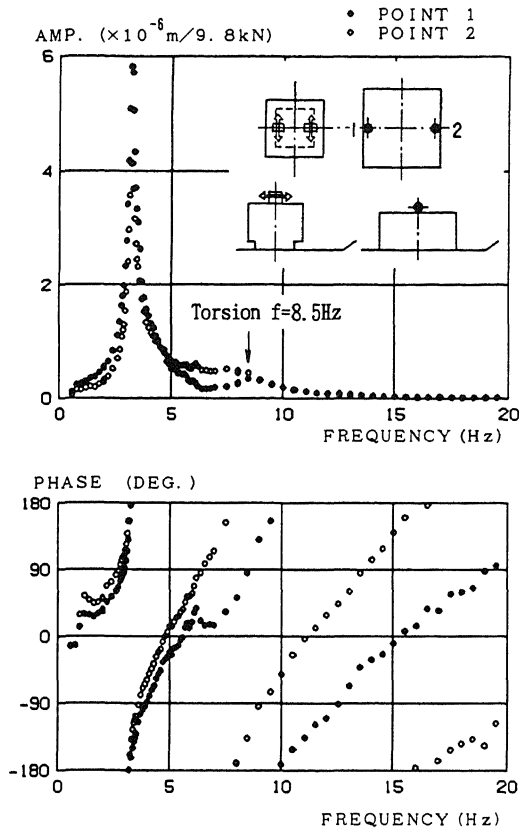 ● POINT 1
○ POINT 2
AMP. (×10⁻⁶m/9.8kN)
6
4
2
0
1
2
Torsion f=8.5Hz
0 5 10 15 20
FREQUENCY (Hz)
PHASE (DEG.)
180
90
0
-90
-180
0 5 10 15 20
FREQUENCY (Hz)